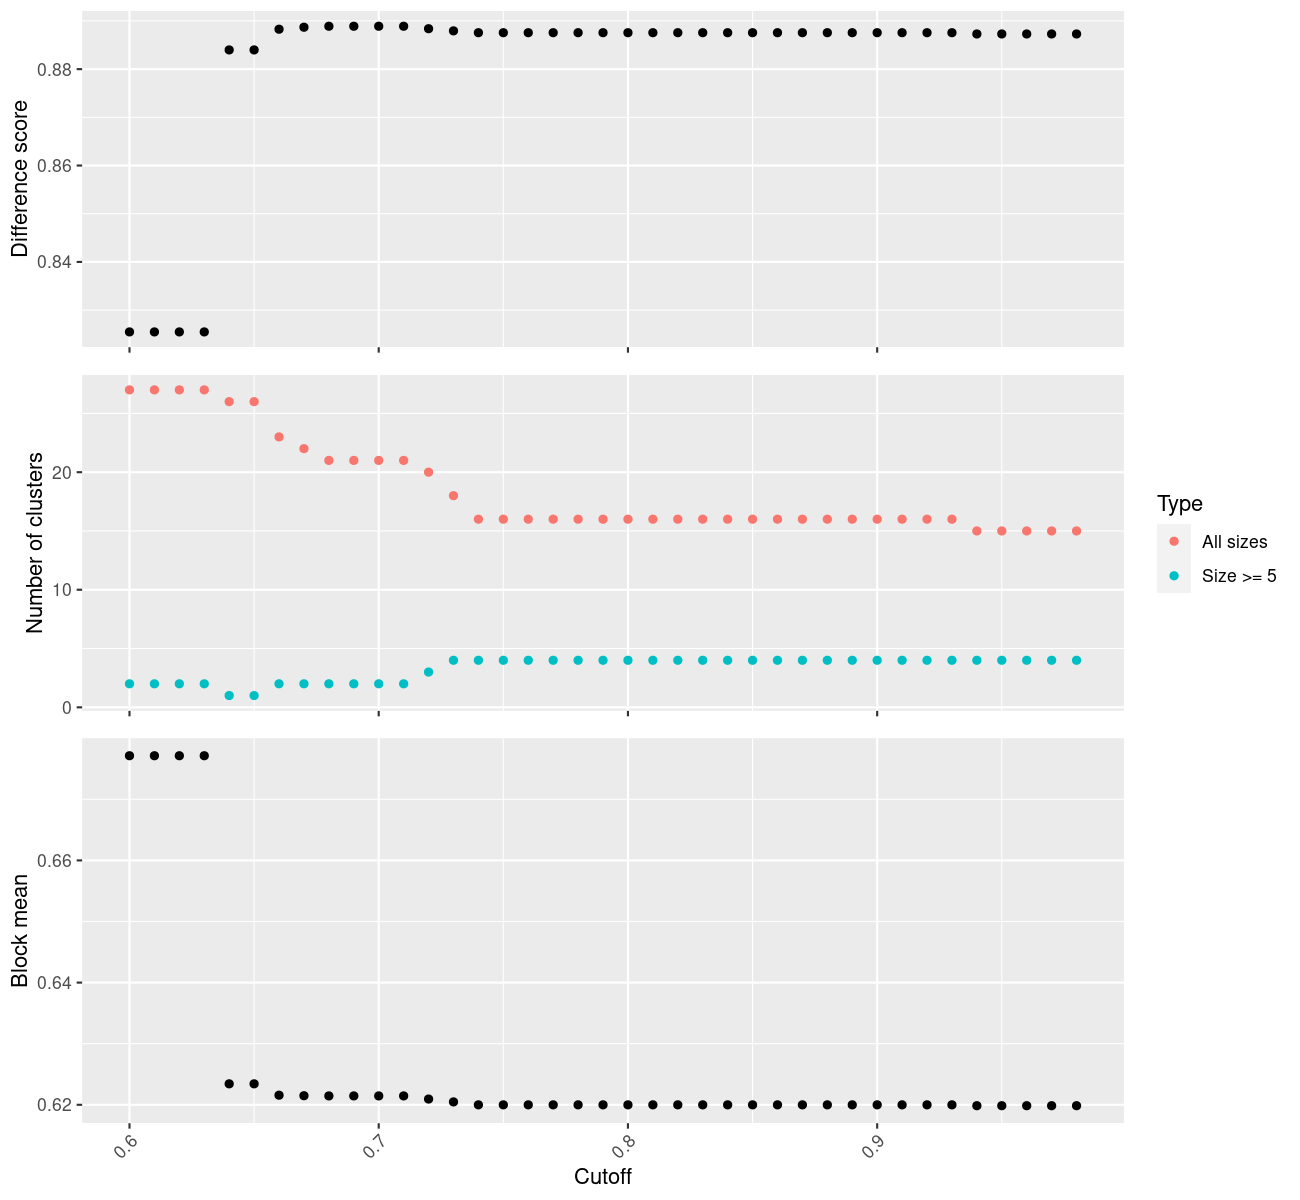 Difference score
0.88
0.86
0.84
Number of clusters
20
10
0
Type
All sizes
Size >= 5
Block mean
0.66
0.64
0.62
0.6
0.7
0.8
0.9
Cutoff